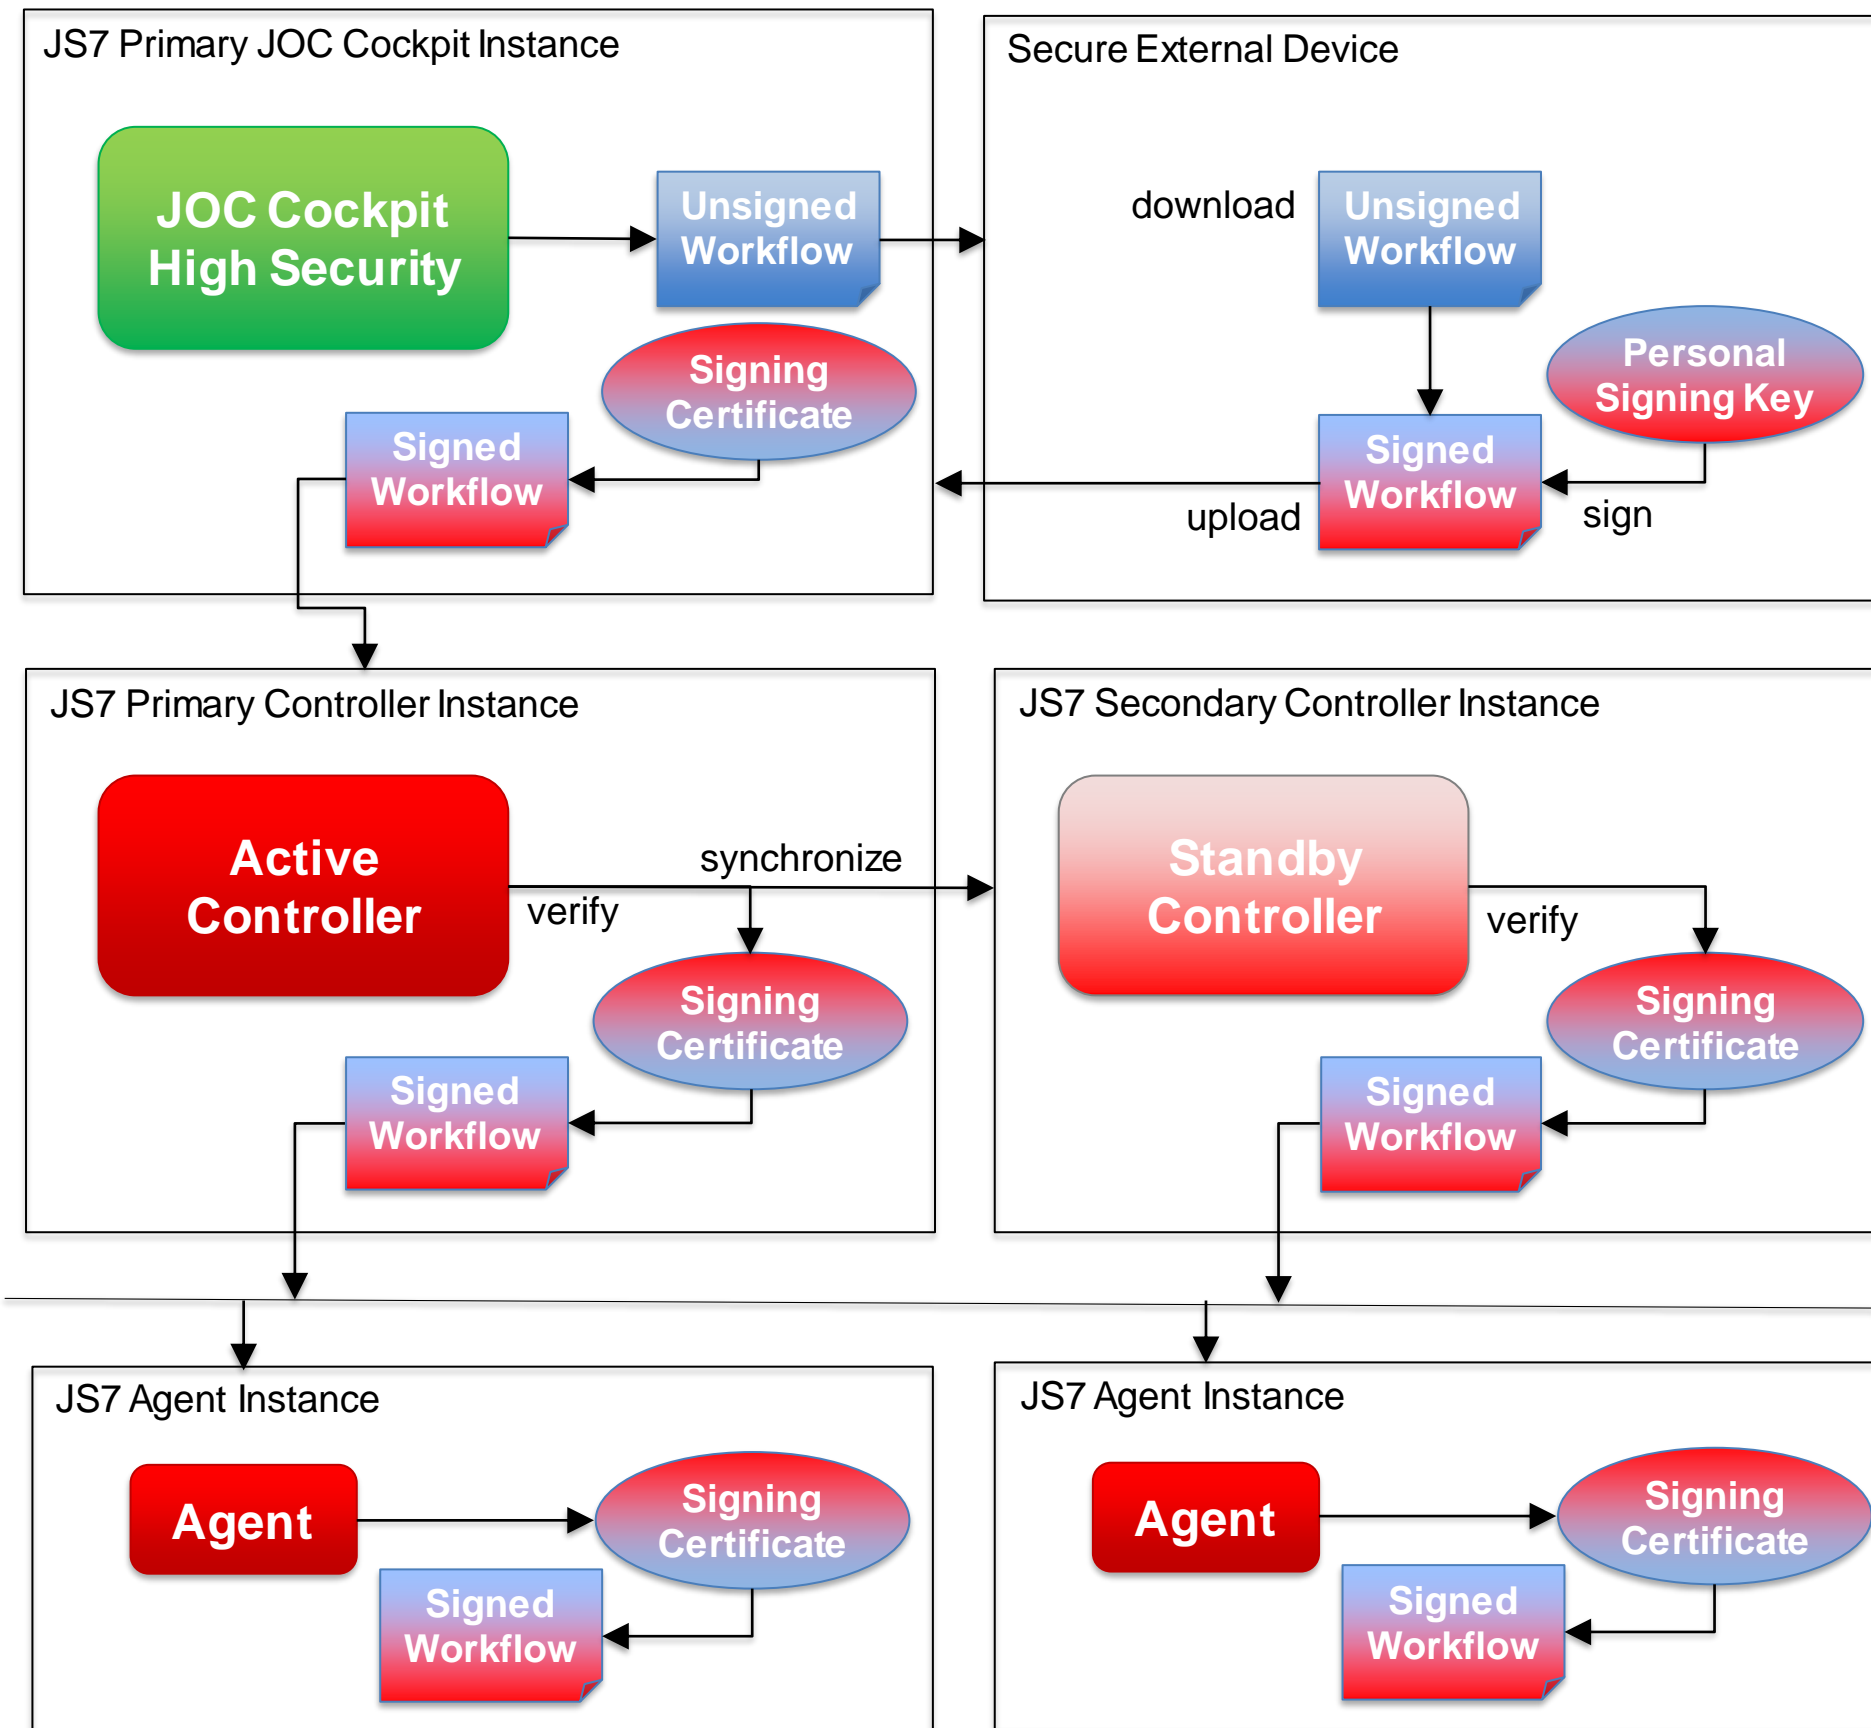 JS7 Primary JOC Cockpit Instance
JOC Cockpit
High Security
Unsigned
Workflow
Signing
Certificate
Signed
Workflow
Secure External Device
download
Unsigned
Workflow
Personal
Signing Key
Signed
Workflow
upload
sign
JS7 Primary Controller Instance
Active
Controller
synchronize
verify
Signing
Certificate
Signed
Workflow
JS7 Secondary Controller Instance
Standby
Controller
verify
Signing
Certificate
Signed
Workflow
JS7 Agent Instance
Agent
Signing
Certificate
Signed
Workflow
JS7 Agent Instance
Agent
Signing
Certificate
Signed
Workflow